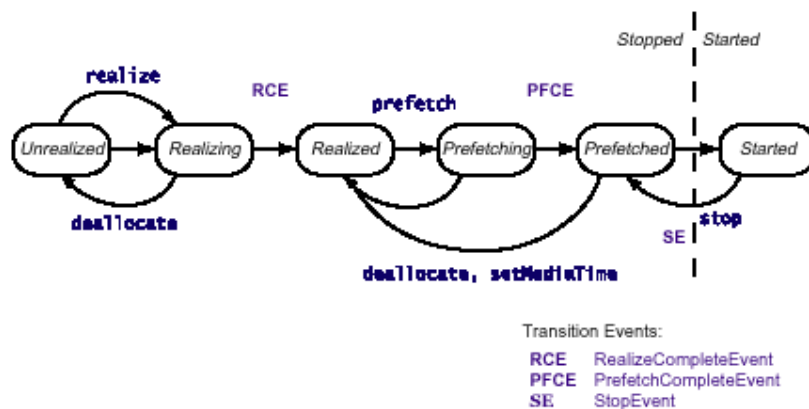 Stopped Started
realize
RCE
prefetch
PFCE
Unrealized
Realizing
Realized
Prefetching
Prefetched
Started
deallocate
stop
SE
deallocate, setMediaTime
Transition Events:
RCE RealizeCompleteEvent
PFCE PrefetchCompleteEvent
SE StopEvent